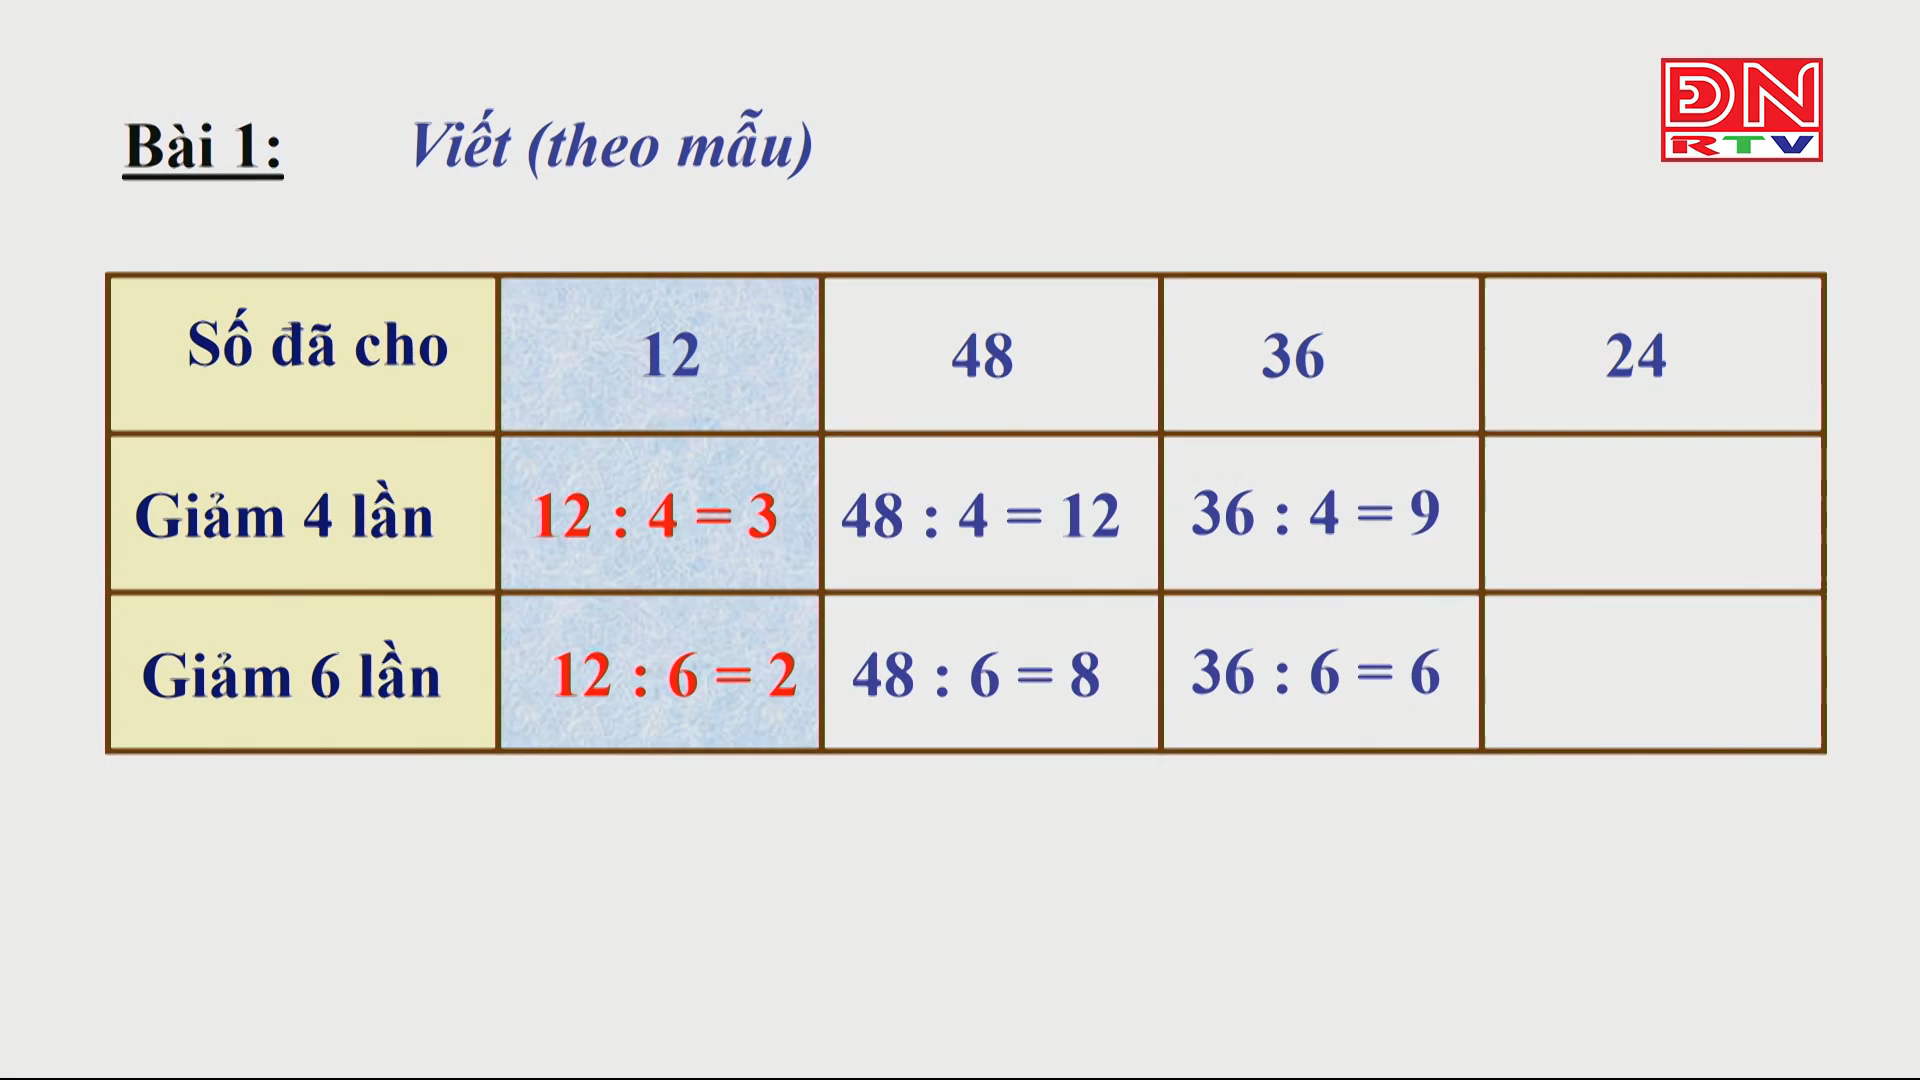 ĐN
RTV
Bài 1: Viết (theo mẫu)
Số đã cho 12 48 36 24
Giảm 4 lần 12 : 4 = 3 48 : 4 = 12 36 : 4 = 9
Giảm 6 lần 12 : 6 = 2 48 : 6 = 8 36 : 6 = 6